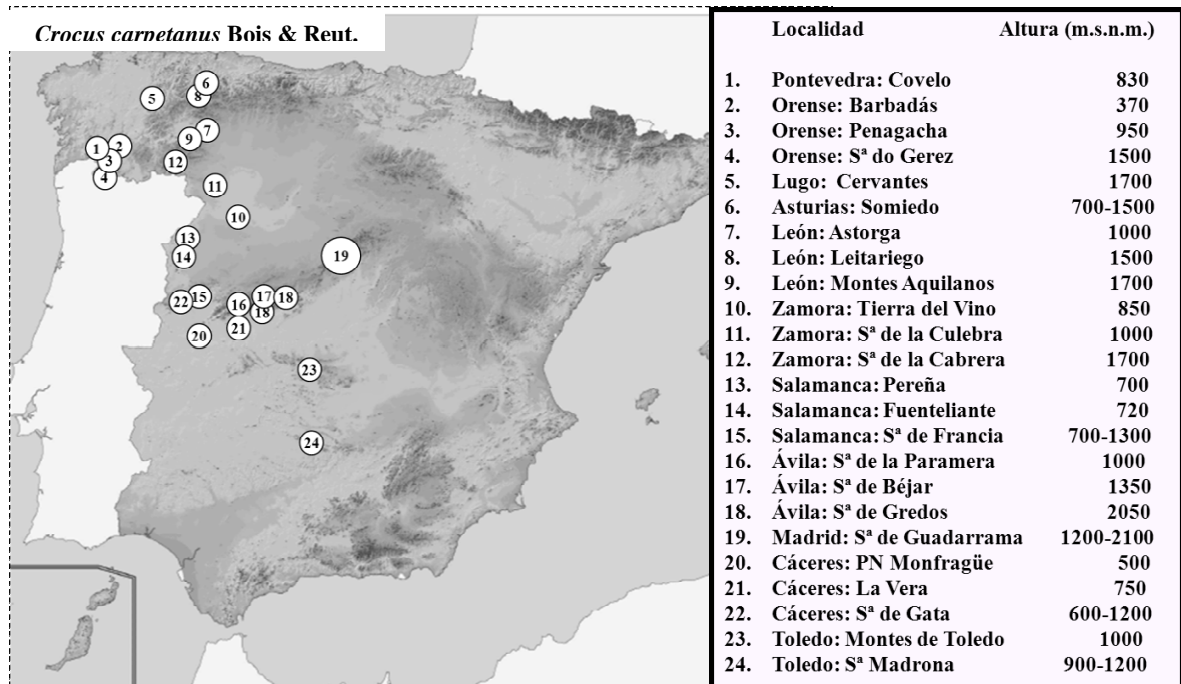 Crocus carpetanus Bois & Reut.
6
5
8
7
9
1
2
3
12
4
11
10
13
14
19
22
15
16
17
18
18
21
20
23
24
Localidad Altura (m.s.n.m.)
1. Pontevedra: Covelo 830
2. Orense: Barbadás 370
3. Orense: Penagacha 950
4. Orense: Sª do Gerez 1500
5. Lugo: Cervantes 1700
6. Asturias: Somiedo 700-1500
7. León: Astorga 1000
8. León: Leitariego 1500
9. León: Montes Aquilanos 1700
10. Zamora: Tierra del Vino 850
11. Zamora: Sª de la Culebra 1000
12. Zamora: Sª de la Cabrera 1700
13. Salamanca: Pereña 700
14. Salamanca: Fuenteliante 720
15. Salamanca: Sª de Francia 700-1300
16. Ávila: Sª de la Paramera 1000
17. Ávila: Sª de Béjar 1350
18. Ávila: Sª de Gredos 2050
19. Madrid: Sª de Guadarrama 1200-2100
20. Cáceres: PN Monfragüe 500
21. Cáceres: La Vera 750
22. Cáceres: Sª de Gata 600-1200
23. Toledo: Montes de Toledo 1000
24. Toledo: Sª Madrona 900-1200